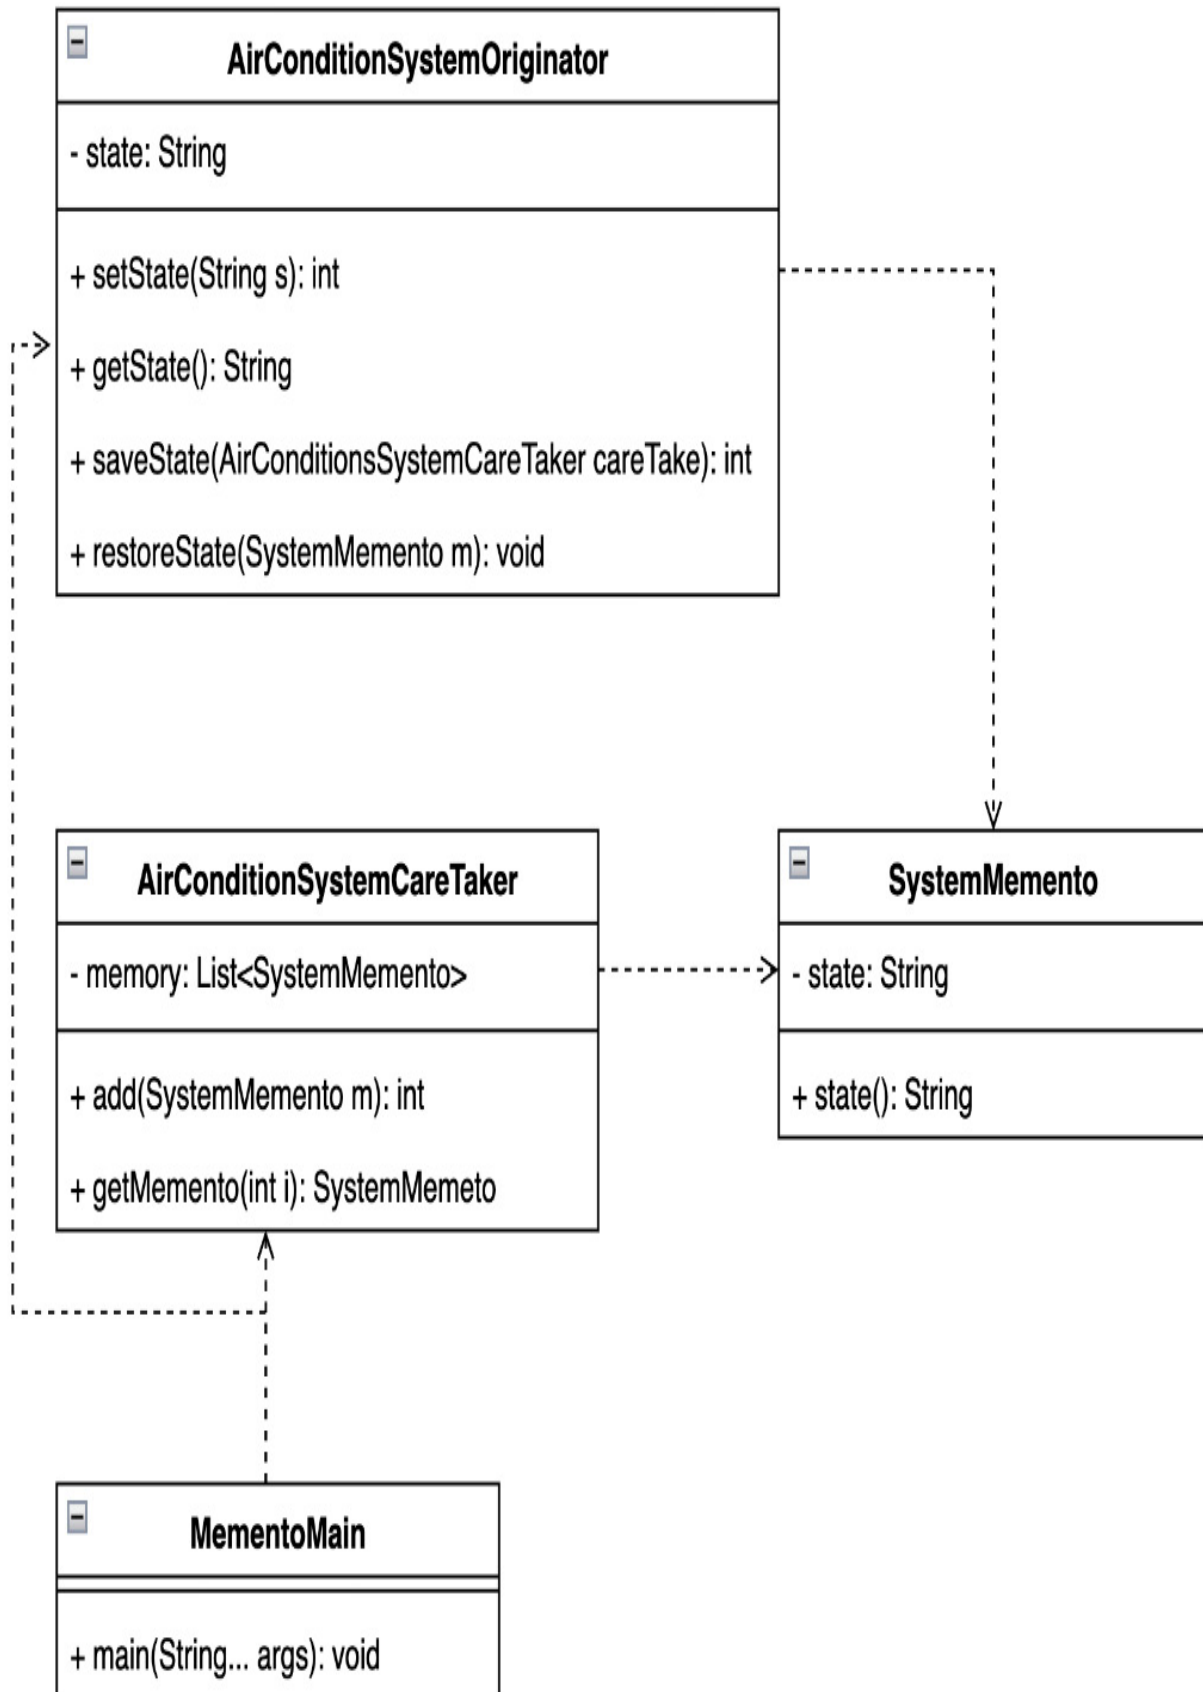 AirConditionSystemOriginator
- state: String
+ setState(String s): int
+ getState(): String
+ saveState(AirConditionsSystemCareTaker careTake): int
+ restoreState(SystemMemento m): void
AirConditionSystemCareTaker
- memory: List<SystemMemento>
+ add(SystemMemento m): int
+ getMemento(int i): SystemMemeto
SystemMemento
- state: String
+ state(): String
MementoMain
+ main(String... args): void